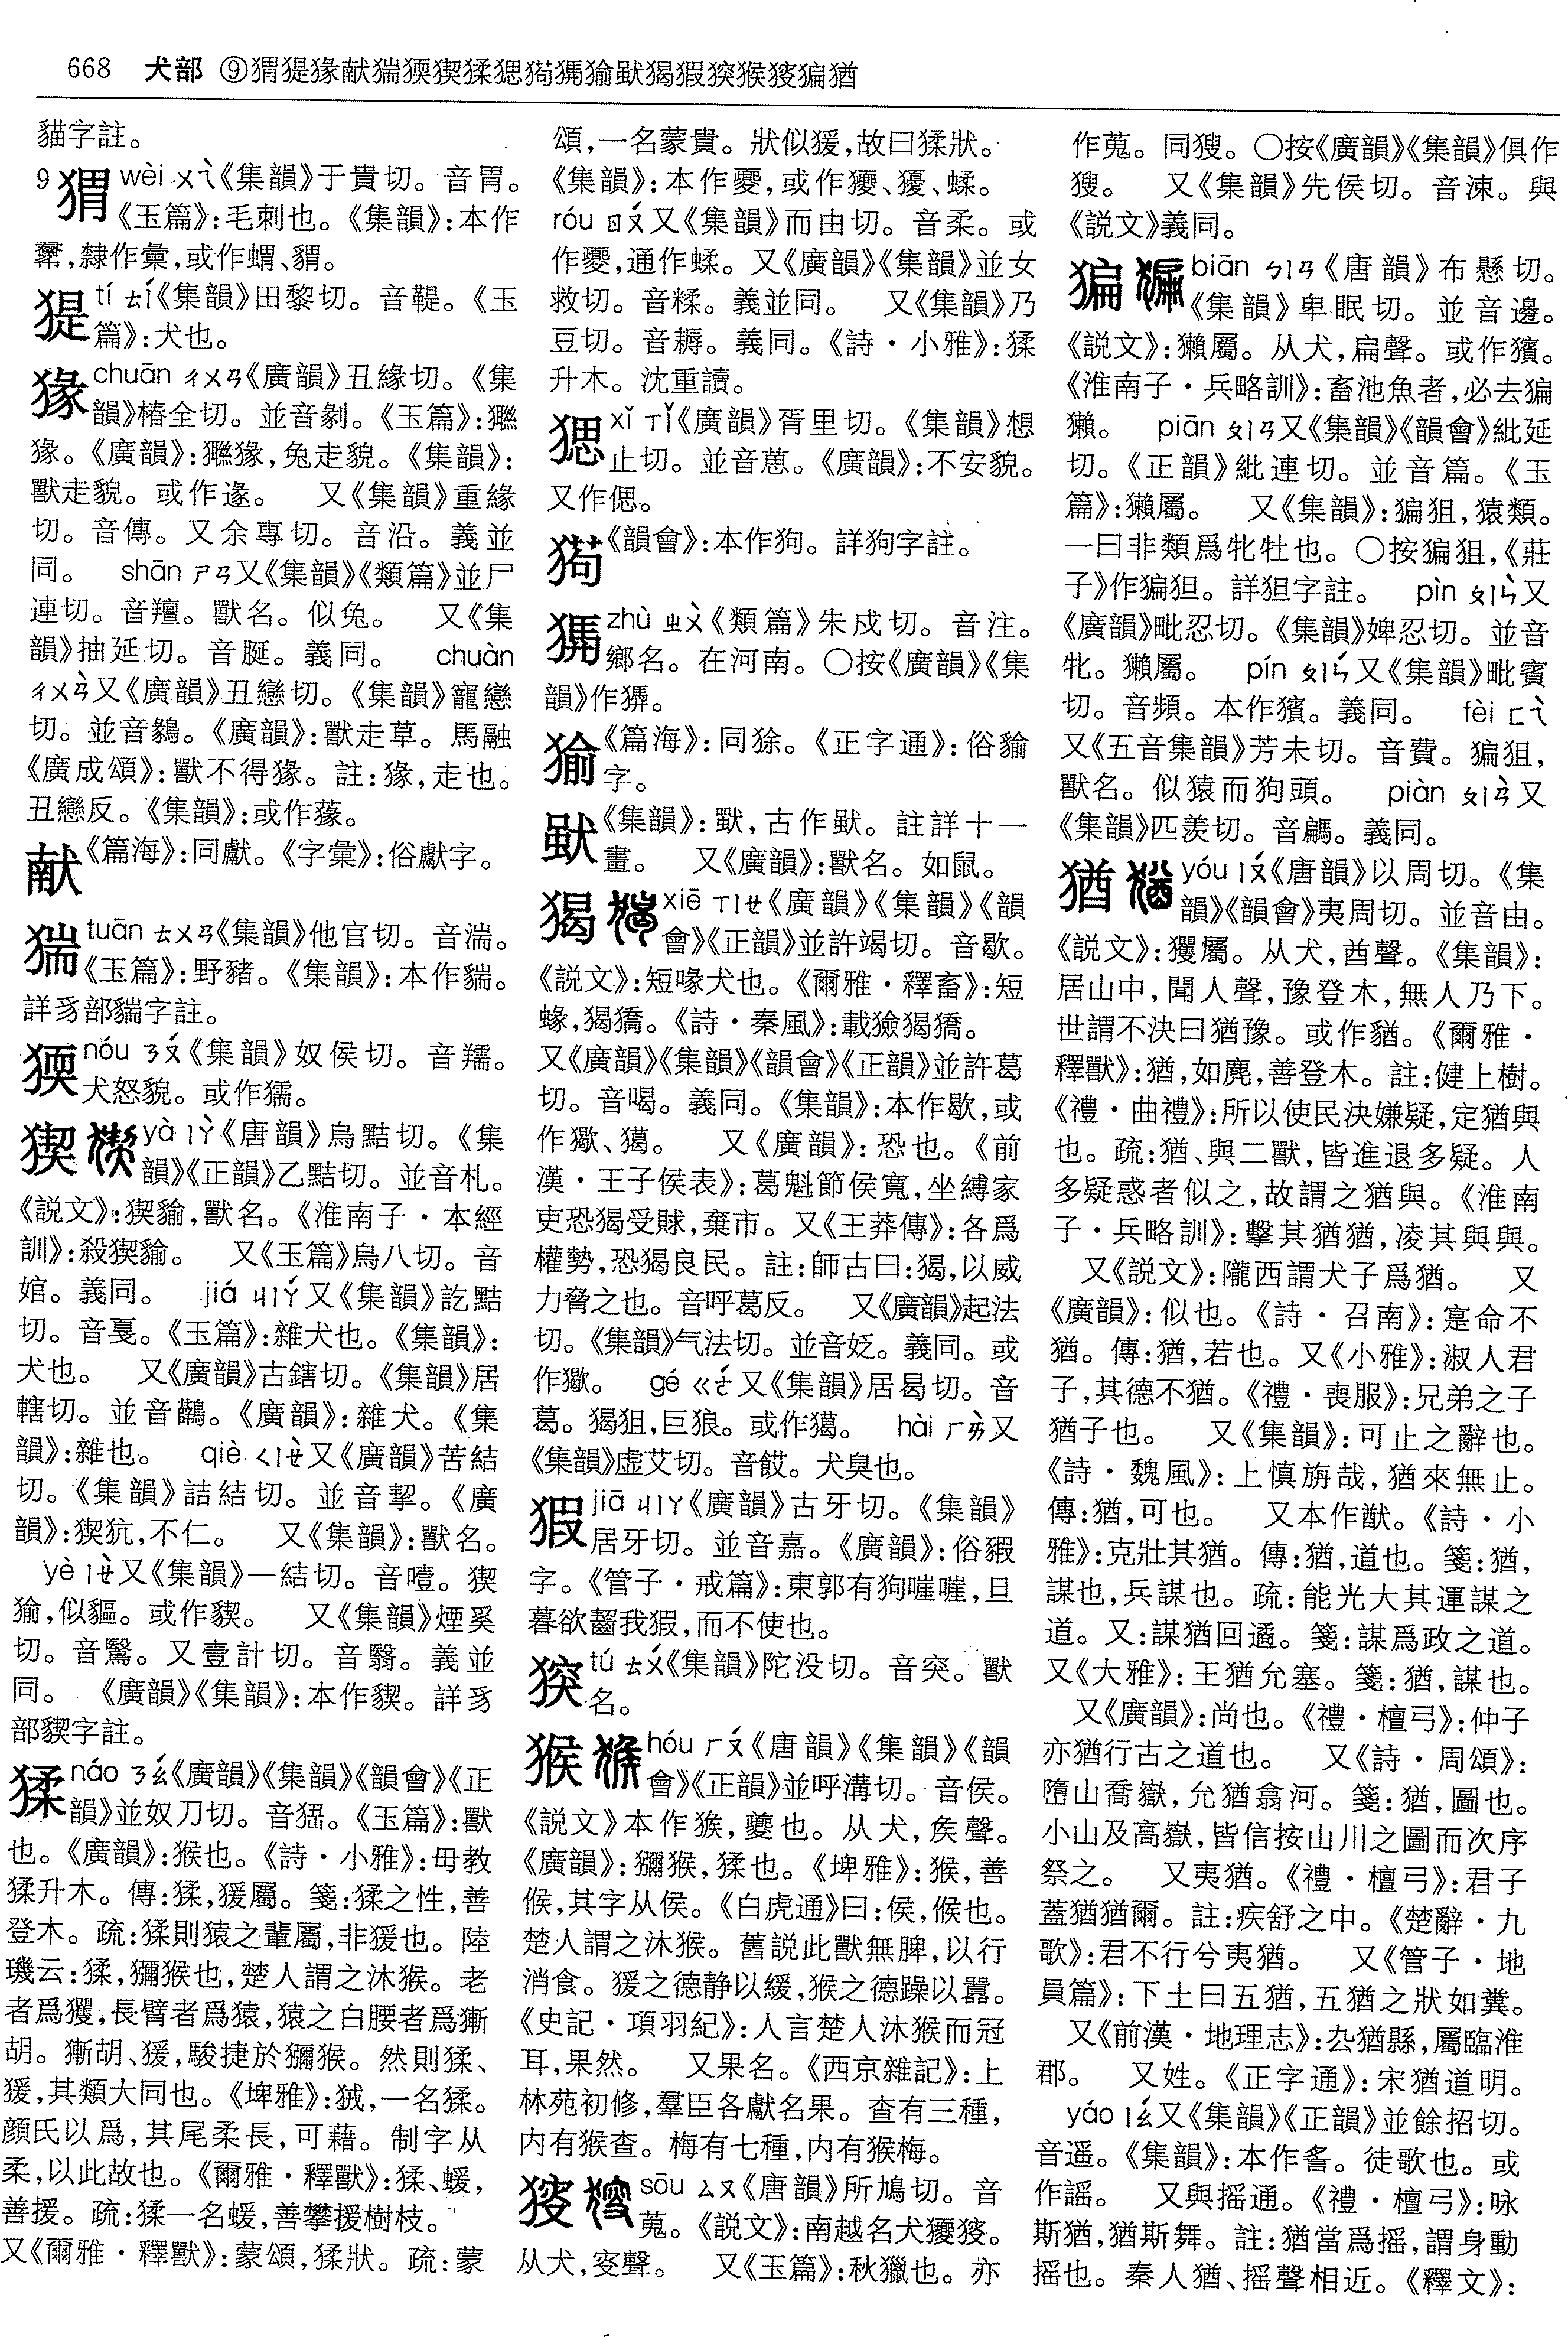 668 犬部 ⑨猬猩猭献猯㺃猰猱㺄㺃獁猶猷猲猳猝猴獀猵猶
貓字註。
9 猬 wèi ㄨㄟˋ《集韻》于貴切。音胃。
《玉篇》:毛刺也。《集韻》:本作
㣇,隸作彙,或作蝟、貚。
㹿 tí ㄊㄧˊ《集韻》田黎切。音鞮。《玉
篇》:犬也。
猭 chuān ㄔㄨㄢ《廣韻》丑緣切。《集
韻》椿全切。並音剶。《玉篇》:㺦
猭。《廣韻》:㺦猭,兔走貌。《集韻》:
獸走貌。或作逯。 又《集韻》重緣
切。音傳。又余專切。音沿。義並
同。 shān ㄕㄢ又《集韻》《類篇》並尸
連切。音羶。獸名。似兔。 又《集
韻》抽延切。音脠。義同。 chuàn
ㄔㄨㄢˋ又《廣韻》丑戀切。《集韻》寵戀
切。並音鶨。《廣韻》:獸走草。馬融
《廣成頌》:獸不得猭。註:猭,走也。
丑戀反。《集韻》:或作蒃。
献《篇海》:同獻。《字彙》:俗獻字。
猯 tuān ㄊㄨㄢ《集韻》他官切。音湍。
《玉篇》:野豬。《集韻》:本作貒。
詳豸部貒字註。
㺀 nóu ㄋㄡˊ《集韻》奴侯切。音羺。
犬怒貌。或作獳。
猰 yà ㄧㄚˋ《唐韻》烏黠切。《集
韻》《正韻》乙黠切。並音札。
《説文》:猰貐,獸名。《淮南子·本經
訓》:殺猰貐。 又《玉篇》烏八切。音
婠。義同。 jiá ㄐㄧㄚˊ又《集韻》訖黠
切。音戛。《玉篇》:雜犬也。《集韻》:
犬也。 又《廣韻》古鎋切。《集韻》居
轄切。並音鶷。《廣韻》:雜犬。《集
韻》:雜也。 qiè ㄑㄧㄝˋ又《廣韻》苦結
切。《集韻》詰結切。並音挈。《廣
韻》:猰㹮,不仁。 又《集韻》:獸名。
yè ㄧㄝˋ又《集韻》一結切。音噎。猰
㺄,似貙。或作貏。 又《集韻》煙奚
切。音鷖。又壹計切。音翳。義並
同。 《廣韻》《集韻》:本作貏。詳豸
部貏字註。
猱 náo ㄋㄠˊ《廣韻》《集韻》《韻會》《正
韻》並奴刀切。音峱。《玉篇》:獸
也。《廣韻》:猴也。《詩·小雅》:毋教
猱升木。傳:猱,猨屬。箋:猱之性,善
登木。疏:猱則猿之輩屬,非猨也。陸
璣云:猱,獼猴也,楚人謂之沐猴。老
者爲玃,長臂者爲猿,猿之白腰者爲獑
胡。獑胡、猨,駿捷於獼猴。然則猱、
猨,其類大同也。《埤雅》:狨,一名猱。
顔氏以爲,其尾柔長,可藉。制字从
柔,以此故也。《爾雅·釋獸》:猱、蝯,
善援。疏:猱一名蝯,善攀援樹枝。
又《爾雅·釋獸》:蒙頌,猱狀。疏:蒙
頌,一名蒙貴。狀似猨,故曰猱狀。
《集韻》:本作夒,或作獿、獶、蝚。
róu ㄖㄡˊ又《集韻》而由切。音柔。或
作夒,通作蝚。又《廣韻》《集韻》並女
救切。音糅。義並同。 又《集韻》乃
豆切。音耨。義同。《詩·小雅》:猱
升木。沈重讀。
㺌 xǐ ㄒㄧˇ《廣韻》胥里切。《集韻》想
止切。並音葸。《廣韻》:不安貌。
又作偲。
《韻會》:本作狗。詳狗字註。
zhù ㄓㄨˋ《類篇》朱戍切。音注。
鄉名。在河南。○按《廣韻》《集
韻》作㹥。
㺄《篇海》:同狳。《正字通》:俗貐
字。
《集韻》:獸,古作㹜。註詳十一
畫。 又《廣韻》:獸名。如鼠。
猲 xiē ㄒㄧㄝ《廣韻》《集韻》《韻
會》《正韻》並許竭切。音歇。
《説文》:短喙犬也。《爾雅·釋畜》:短
蝝,猲獢。《詩·秦風》:載獫猲獢。
又《廣韻》《集韻》《韻會》《正韻》並許葛
切。音喝。義同。《集韻》:本作歇,或
作獥、獦。 又《廣韻》:恐也。《前
漢·王子侯表》:葛魁節侯寬,坐縛家
吏恐猲受賕,棄市。又《王莽傳》:各爲
權勢,恐猲良民。註:師古曰:猲,以威
力脅之也。音呼葛反。 又《廣韻》起法
切。《集韻》气法切。並音姂。義同。或
作獥。 gé ㄍㄜˊ又《集韻》居曷切。音
葛。猲狙,巨狼。或作獦。 hài ㄏㄞˋ又
《集韻》虛艾切。音餀。犬臭也。
猳 jiā ㄐㄧㄚ《廣韻》古牙切。《集韻》
居牙切。並音嘉。《廣韻》:俗豭
字。《管子·戒篇》:東郭有狗嘊嘊,旦
暮欲齧我猳,而不使也。
㺉 tú ㄊㄨˊ《集韻》陀没切。音突。獸
名。
猴 hóu ㄏㄡˊ《唐韻》《集韻》《韻
會》《正韻》並呼溝切。音侯。
《説文》本作猴,夔也。从犬,矦聲。
《廣韻》:獼猴,猱也。《埤雅》:猴,善
候,其字从侯。《白虎通》曰:侯,候也。
楚人謂之沐猴。舊説此獸無脾,以行
消食。猨之德静以緩,猴之德躁以囂。
《史記·項羽紀》:人言楚人沐猴而冠
耳,果然。 又果名。《西京雜記》:上
林苑初修,羣臣各獻名果。查有三種,
内有猴查。梅有七種,内有猴梅。
獀 sōu ㄙㄡ《唐韻》所鳩切。音
蒐。《説文》:南越名犬獿獀。
从犬,叜聲。 又《玉篇》:秋獵也。亦
作蒐。同獀。○按《廣韻》《集韻》俱作
獀。 又《集韻》先侯切。音涑。與
《説文》義同。
猵 biān ㄅㄧㄢ《唐韻》布懸切。
《集韻》卑眠切。並音邊。
《説文》:獺屬。从犬,扁聲。或作獱。
《淮南子·兵略訓》:畜池魚者,必去猵
獺。 piān ㄆㄧㄢ又《集韻》《韻會》紕延
切。《正韻》紕連切。並音篇。《玉
篇》:獺屬。 又《集韻》:猵狙,猿類。
一曰非類爲牝牡也。○按猵狙,《莊
子》作猵狚。詳狚字註。 pìn ㄆㄧㄣˋ又
《廣韻》毗忍切。《集韻》婢忍切。並音
牝。獺屬。 pín ㄆㄧㄣˊ又《集韻》毗賓
切。音頻。本作獱。義同。 fèi ㄈㄟˋ
又《五音集韻》芳未切。音費。猵狙,
獸名。似猿而狗頭。 piàn ㄆㄧㄢˋ又
《集韻》匹羨切。音騗。義同。
猶 yóu ㄧㄡˊ《唐韻》以周切。《集
韻》《韻會》夷周切。並音由。
《説文》:玃屬。从犬,酋聲。《集韻》:
居山中,聞人聲,豫登木,無人乃下。
世謂不決曰猶豫。或作㹨。《爾雅·
釋獸》:猶,如麂,善登木。註:健上樹。
《禮·曲禮》:所以使民決嫌疑,定猶與
也。疏:猶、與二獸,皆進退多疑。人
多疑惑者似之,故謂之猶與。《淮南
子·兵略訓》:擊其猶猶,凌其與與。
又《説文》:隴西謂犬子爲猶。 又
《廣韻》:似也。《詩·召南》:寔命不
猶。傳:猶,若也。又《小雅》:淑人君
子,其德不猶。《禮·喪服》:兄弟之子
猶子也。 又《集韻》:可止之辭也。
《詩·魏風》:上慎旃哉,猶來無止。
傳:猶,可也。 又本作猷。《詩·小
雅》:克壯其猶。傳:猶,道也。箋:猶,
謀也,兵謀也。疏:能光大其運謀之
道。又:謀猶回遹。箋:謀爲政之道。
又《大雅》:王猶允塞。箋:猶,謀也。
又《廣韻》:尚也。《禮·檀弓》:仲子
亦猶行古之道也。 又《詩·周頌》:
墮山喬嶽,允猶翕河。箋:猶,圖也。
小山及高嶽,皆信按山川之圖而次序
祭之。 又夷猶。《禮·檀弓》:君子
蓋猶猶爾。註:疾舒之中。《楚辭·九
歌》:君不行兮夷猶。 又《管子·地
員篇》:下土曰五猶,五猶之狀如糞。
又《前漢·地理志》:厹猶縣,屬臨淮
郡。 又姓。《正字通》:宋猶道明。
yáo ㄧㄠˊ又《集韻》《正韻》並餘招切。
音遥。《集韻》:本作䚻。徒歌也。或
作謡。 又與摇通。《禮·檀弓》:咏
斯猶,猶斯舞。註:猶當爲摇,謂身動
摇也。秦人猶、摇聲相近。《釋文》: